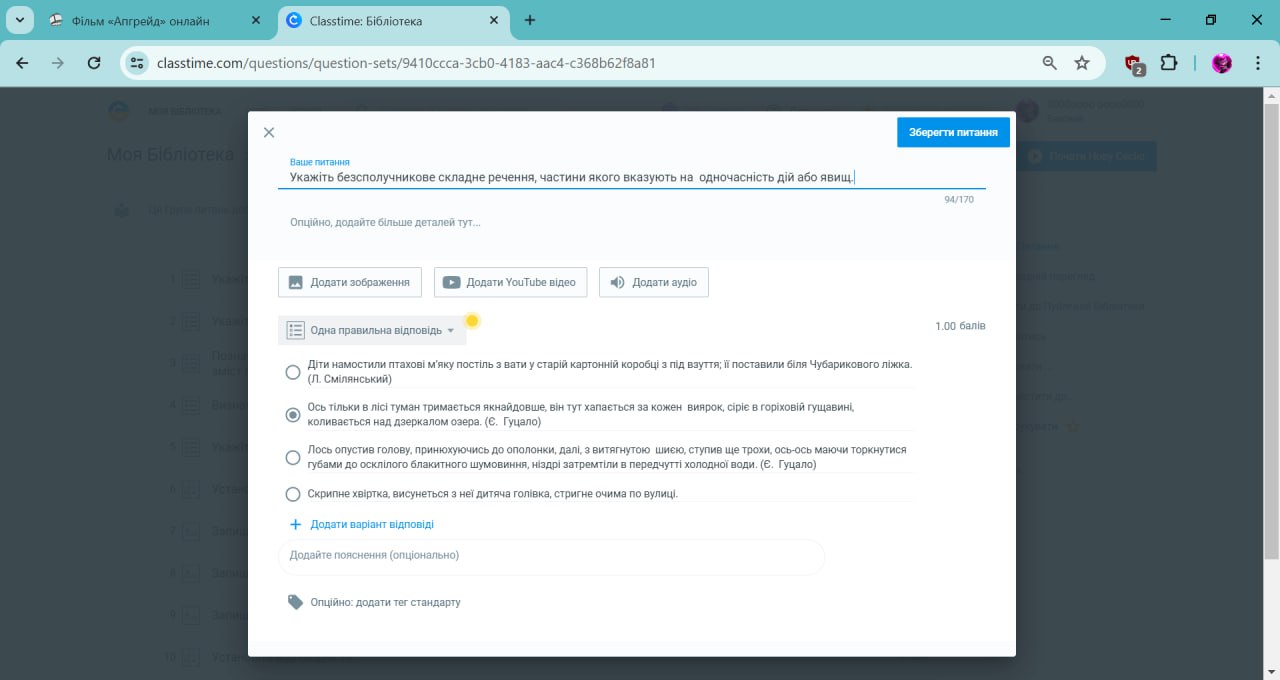 Фільм «Апгрейд» онлайн
Classtime: Бібліотека
classtime.com/questions/question-sets/9410ccca-3cb0-4183-aac4-c368b62f8a81
2
МОЯ БІБЛІОТЕКА
Моя Бібліотека
Зберегти питання
Ваше питання
Укажіть безсполучникове складне речення, частини якого вказують на  одночасність дій або явищ.
94/170
Опційно, додайте більше деталей тут...
Додати зображення
Додати YouTube відео
Додати аудіо
Одна правильна відповідь
1.00 балів
Діти намостили птахові м'яку постіль з вати у старій картонній коробці з під взуття; її поставили біля Чубарикового ліжка.
(Л. Смілянський)
Ось тільки в лісі туман тримається якнайдовше, він тут хапається за кожен  виярок, сіріє в горіховій гущавині,
коливається над дзеркалом озера. (Є.  Гуцало)
Лось опустив голову, принюхуючись до ополонки, далі, з витягнутою  шиєю, ступив ще трохи, ось-ось маючи торкнутися
губами до осклілого блакитного шумовиння, ніздрі затремтіли в передчутті холодної води. (Є.  Гуцало)
Скрипне хвіртка, висунеться з неї дитяча голівка, стригне очима по вулиці.
Додати варіант відповіді
Додайте пояснення (опціонально)
Опційно: додати тег стандарту